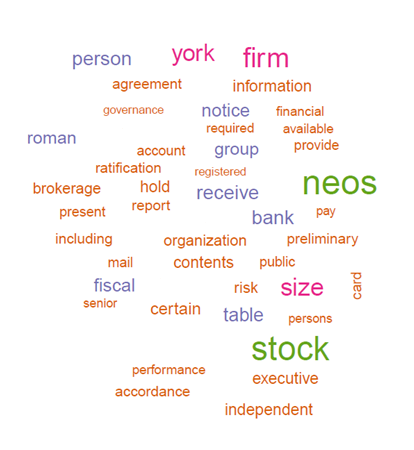 york
firm
person
agreement
information
governance
notice
financial
required
available
roman
account
group
provide
ratification
registered
brokerage
hold
receive
neos
present
report
bank
pay
including
organization
preliminary
mail
contents
public
fiscal
risk
size
card
senior
certain
table
persons
stock
performance
executive
accordance
independent